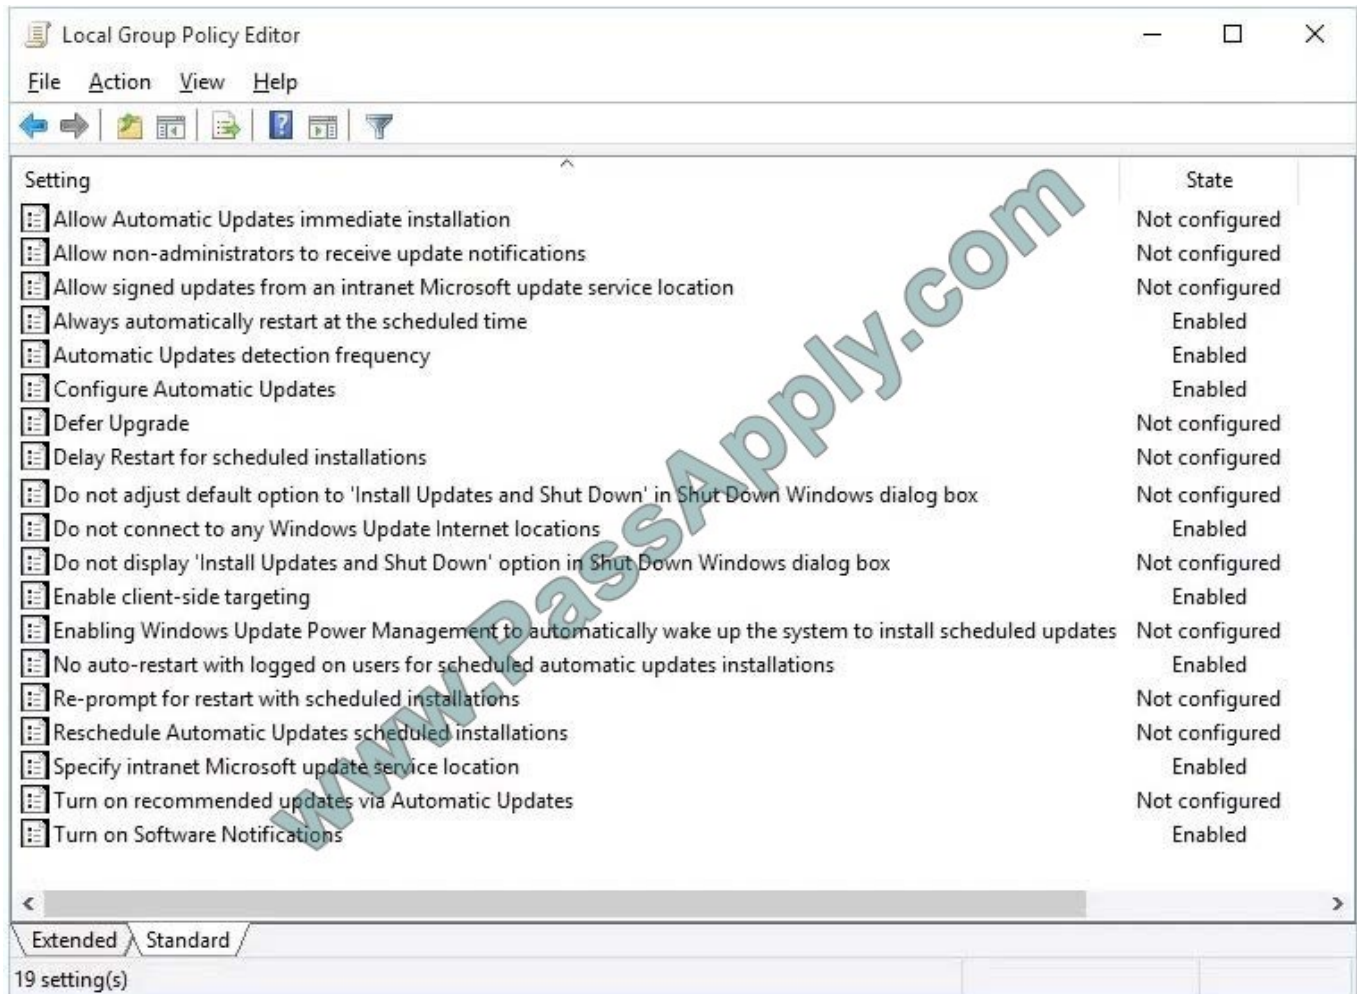 Local Group Policy Editor
File Action View Help
Setting State
Allow Automatic Updates immediate installation Not configured
Allow non-administrators to receive update notifications Not configured
Allow signed updates from an intranet Microsoft update service location Not configured
Always automatically restart at the scheduled time Enabled
Automatic Updates detection frequency Enabled
Configure Automatic Updates Enabled
Defer Upgrade Not configured
Delay Restart for scheduled installations Not configured
Do not adjust default option to 'Install Updates and Shut Down' in Shut Down Windows dialog box Not configured
Do not connect to any Windows Update Internet locations Enabled
Do not display 'Install Updates and Shut Down' option in Shut Down Windows dialog box Not configured
Enable client-side targeting Enabled
Enabling Windows Update Power Management to automatically wake up the system to install scheduled updates Not configured
No auto-restart with logged on users for scheduled automatic updates installations Enabled
Re-prompt for restart with scheduled installations Not configured
Reschedule Automatic Updates scheduled installations Not configured
Specify intranet Microsoft update service location Enabled
Turn on recommended updates via Automatic Updates Not configured
Turn on Software Notifications Enabled
www.PassApply.com
Extended Standard
19 setting(s)